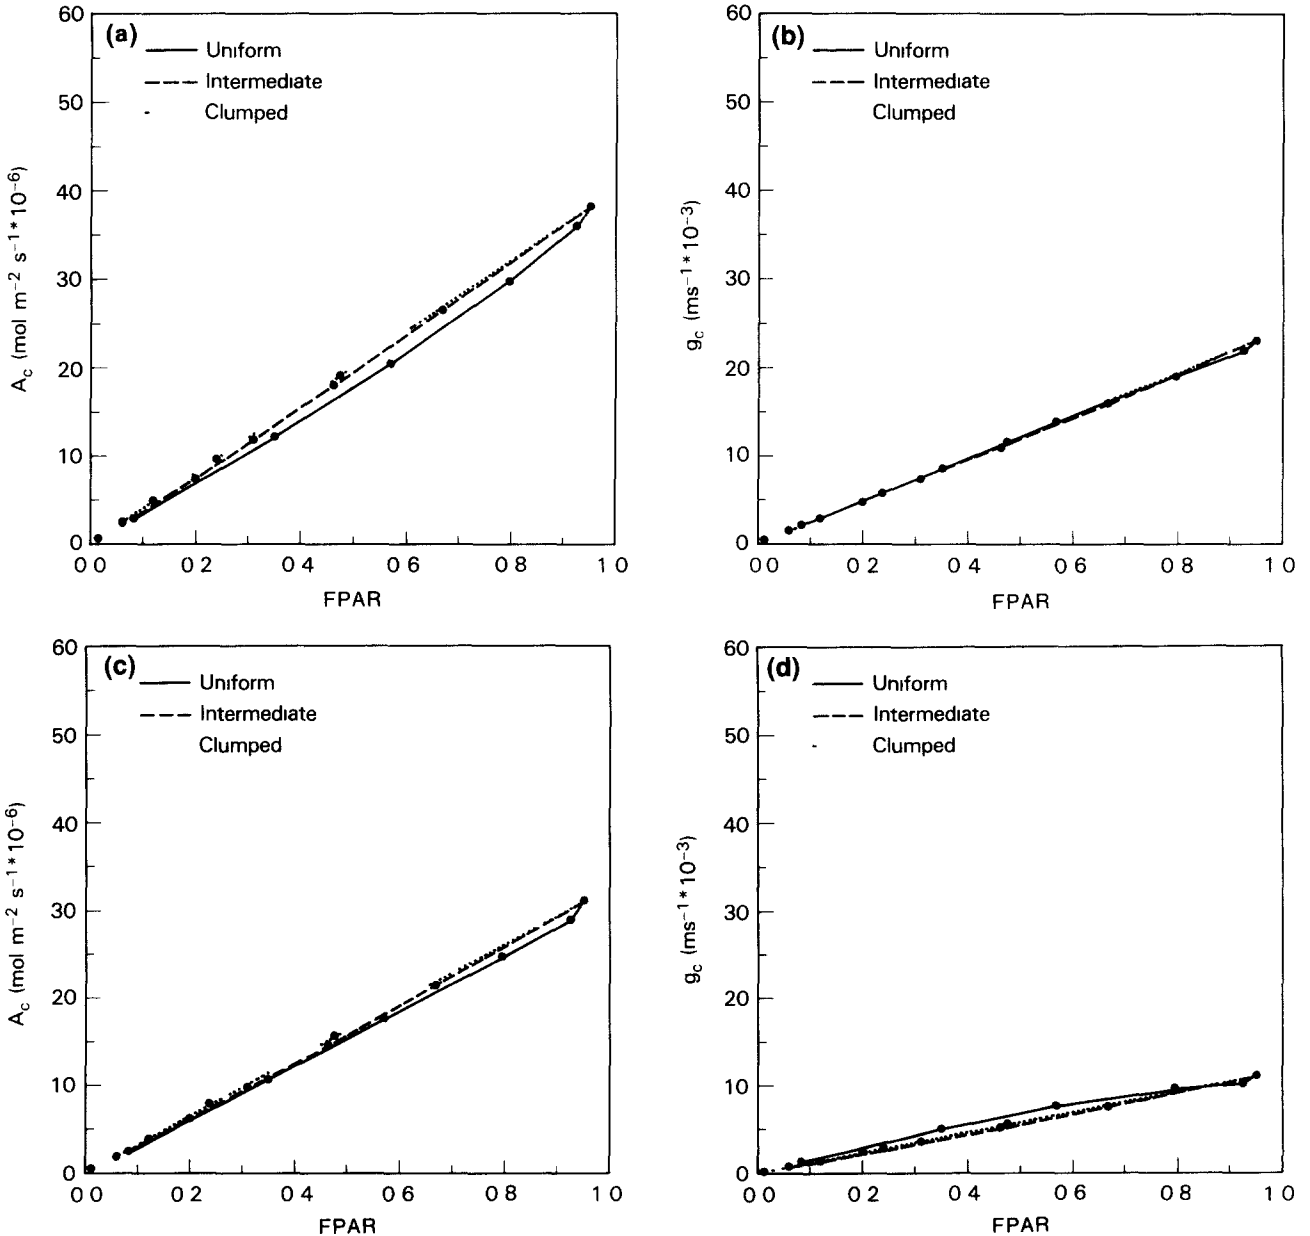 (a)
Uniform
Intermediate
Clumped
60
50
40
30
20
10
0
A_c (mol m⁻² s⁻¹*10⁻⁶)
0 0 0 2 0 4 0 6 0 8 1 0
FPAR
(b)
Uniform
Intermediate
Clumped
60
50
40
30
20
10
0
g_c (ms⁻¹*10⁻³)
0 0 0 2 0 4 0 6 0 8 1 0
FPAR
(c)
Uniform
Intermediate
Clumped
60
50
40
30
20
10
0
A_c (mol m⁻² s⁻¹*10⁻⁶)
0 0 0 2 0 4 0 6 0 8 1 0
FPAR
(d)
Uniform
Intermediate
Clumped
60
50
40
30
20
10
0
g_c (ms⁻¹*10⁻³)
0 0 0 2 0 4 0 6 0 8 1 0
FPAR